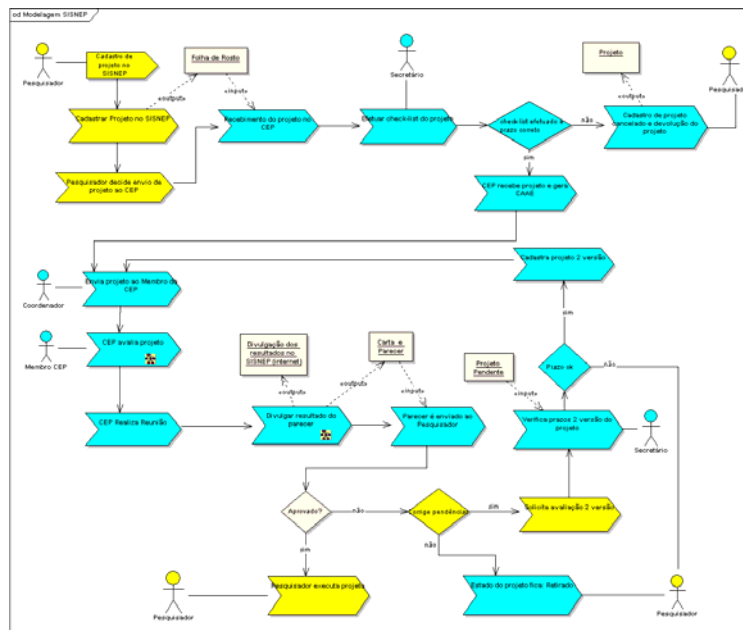 od Modelagem SISNEP
Pesquisador
Cadastro de
projeto no
SISNEP
Folha de Rosto
Secretário
Projeto
Pesquisador
«output»
«input»
«output»
Cadastrar Projeto no SISNEP
Recebimento do projeto no
CEP
Efetuar check-list do projeto
check-list efetuado e
prazo correto
não
Cadastro de projeto
cancelado e devolução do
projeto
Pesquisador decide envio de
projeto ao CEP
sim
CEP recebe projeto e gera
CAAE
Coordenador
Envia projeto ao Membro do
CEP
Cadastra projeto 2 versão
Membro CEP
CEP avalia projeto
Divulgação dos
resultados no
SISNEP (internet)
Carta e
Parecer
Projeto
Pendente
sim
Prazo ok
não
«output»
«output»
«input»
«input»
CEP Realiza Reunião
Divulgar resultado do
parecer
Parecer é enviado ao
Pesquisador
Verifica prazos 2 versão do
projeto
Secretário
Aprovado?
não
Corrige pendências
sim
Solicita avaliação 2 versão
sim
não
Pesquisador
Pesquisador executa projeto
Estado do projeto fica: Retirado
Pesquisador